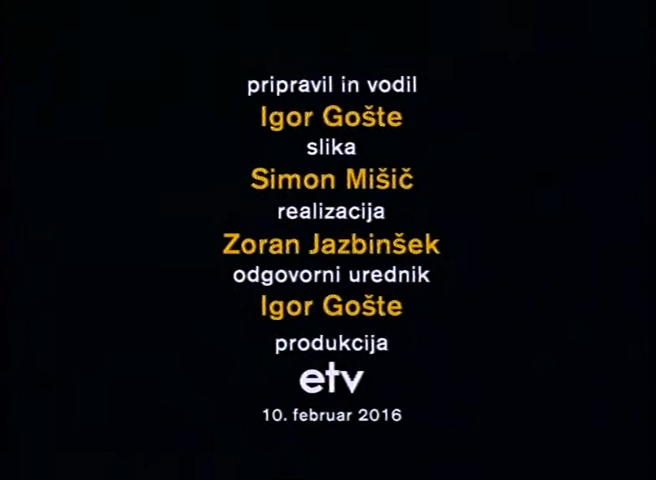 pripravil in vodil
Igor Gošte
slika
Simon Mišič
realizacija
Zoran Jazbinšek
odgovorni urednik
Igor Gošte
produkcija
etv
10. februar 2016